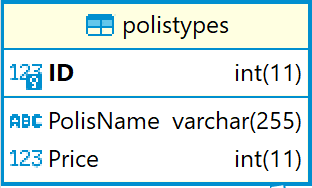 polistypes
123 ID int(11)
ABC PolisName varchar(255)
123 Price int(11)